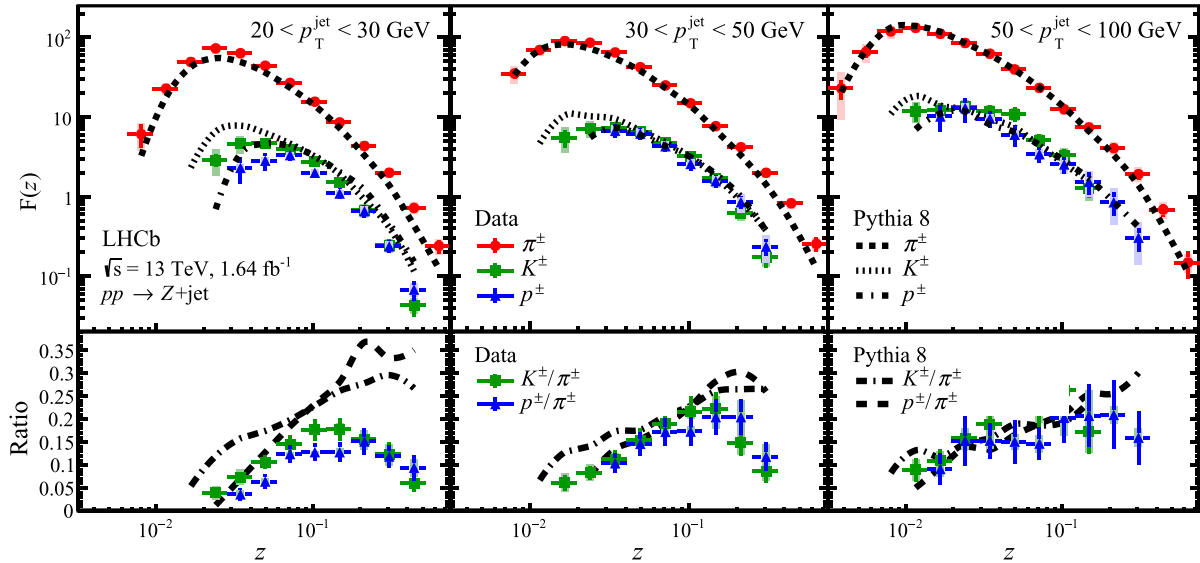 20 < p_T^jet < 30 GeV
30 < p_T^jet < 50 GeV
50 < p_T^jet < 100 GeV
10²
10
1
10⁻¹
F(z)
LHCb
√s = 13 TeV, 1.64 fb⁻¹
pp → Z+jet
Data
π±
K±
p±
Pythia 8
π±
K±
p±
0.35
0.3
0.25
0.2
0.15
0.1
0.05
0
Ratio
Data
K±/π±
p±/π±
Pythia 8
K±/π±
p±/π±
10⁻² 10⁻¹
10⁻² 10⁻¹
10⁻² 10⁻¹
z
z
z